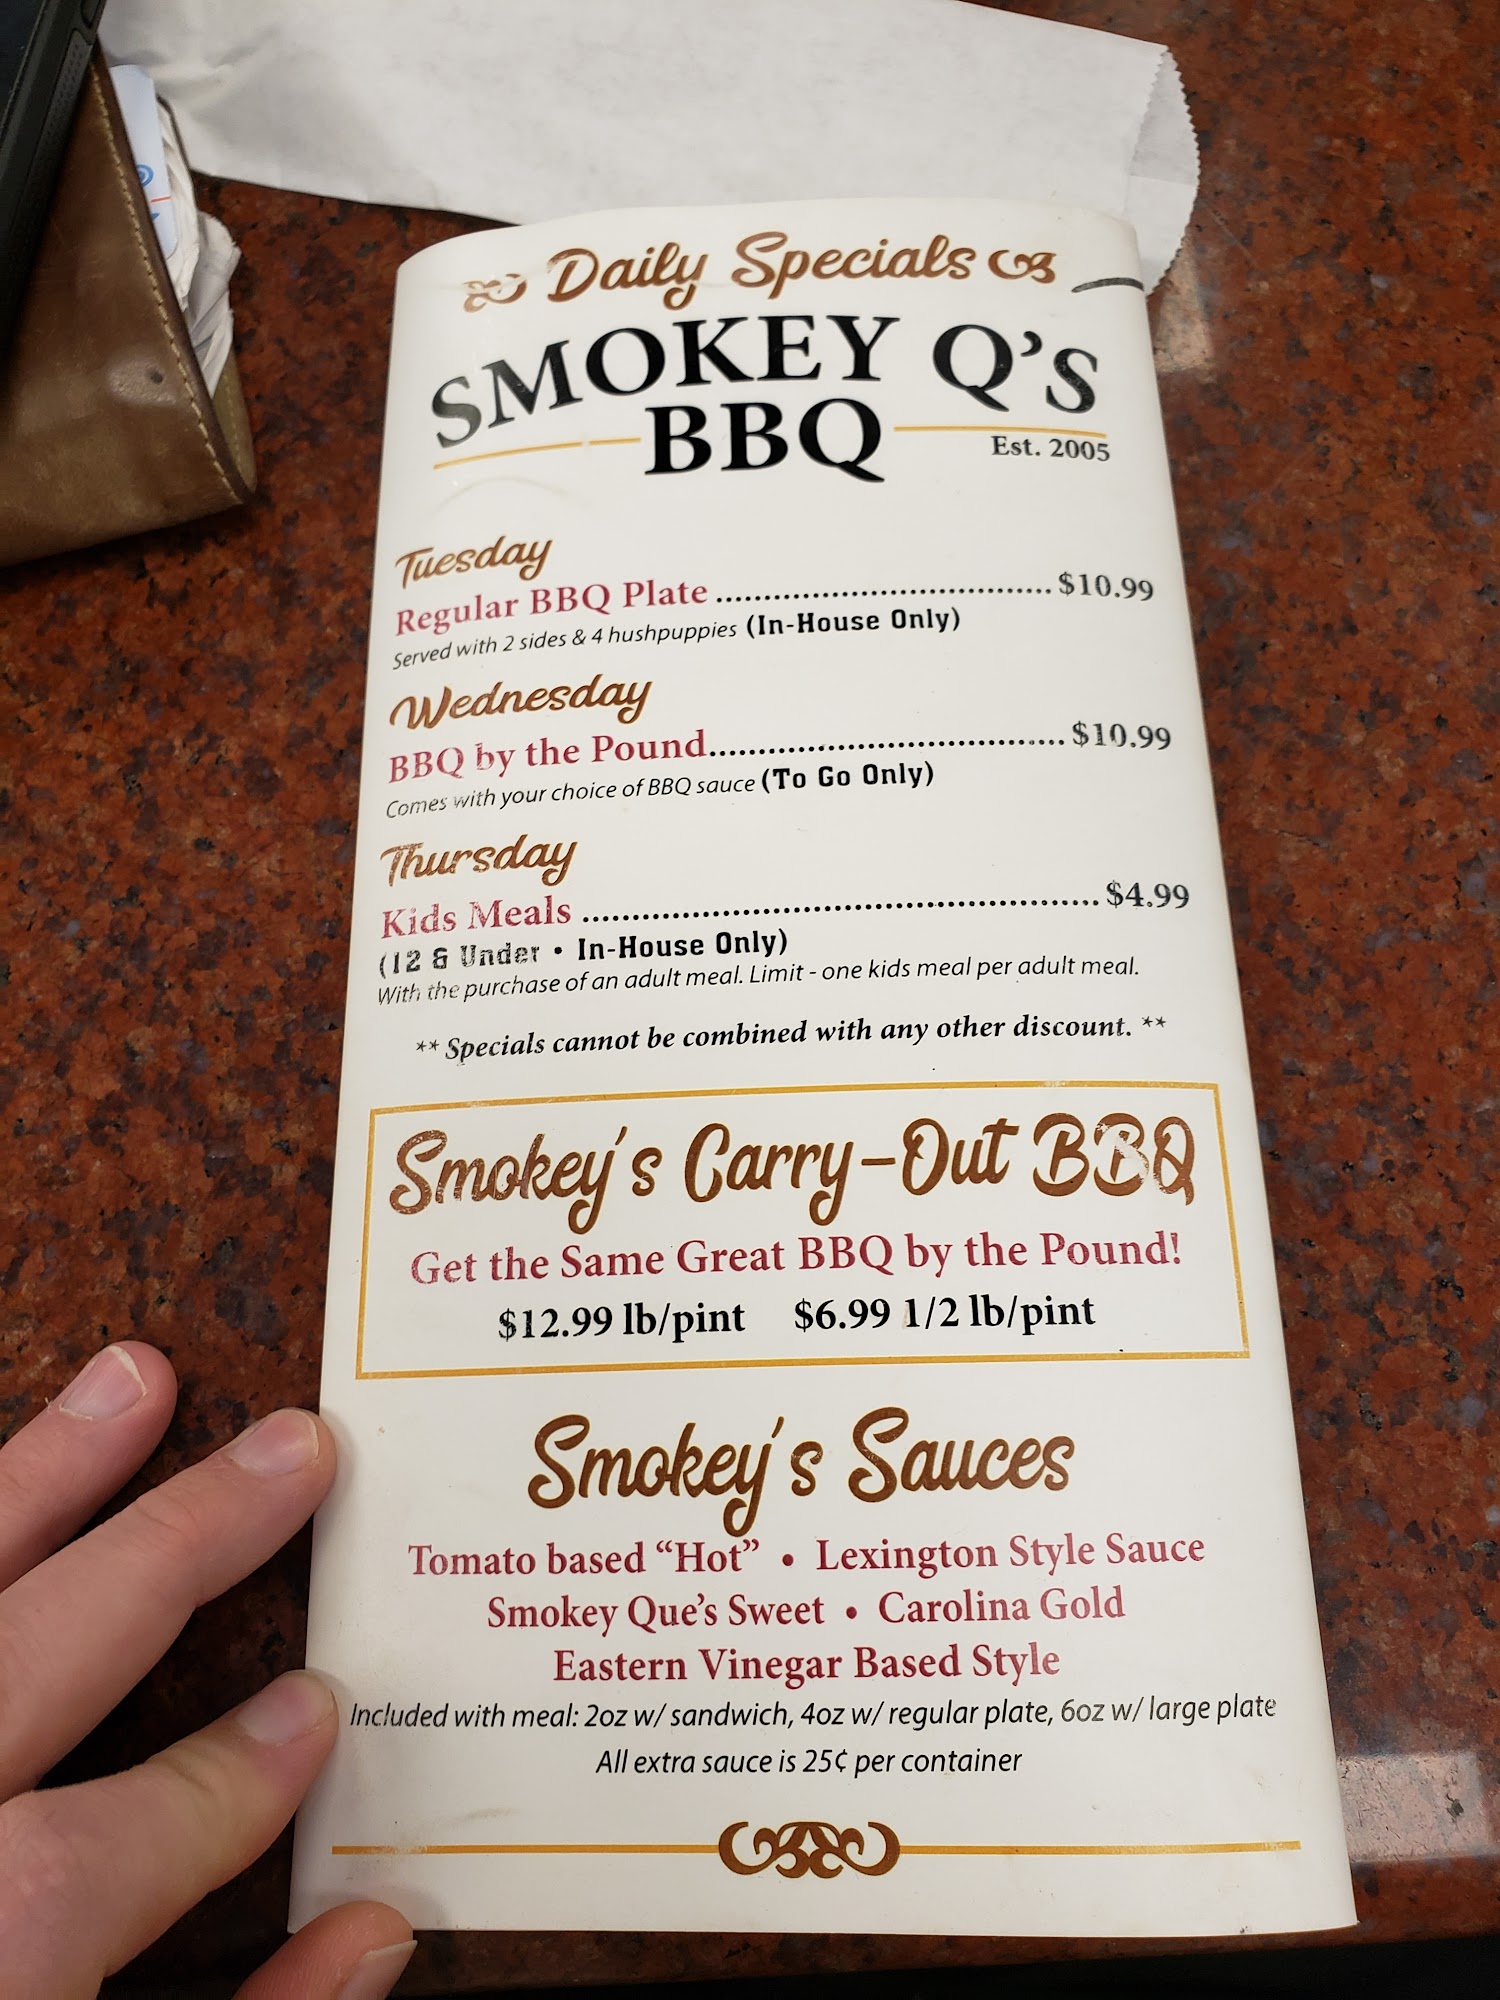 Daily Specials
SMOKEY Q'S
BBQ
Est. 2005
Tuesday
Regular BBQ Plate .................................. $10.99
Served with 2 sides & 4 hushpuppies (In-House Only)
Wednesday
BBQ by the Pound.................................... $10.99
Comes with your choice of BBQ sauce (To Go Only)
Thursday
Kids Meals .................................................... $4.99
(12 & Under • In-House Only)
With the purchase of an adult meal. Limit - one kids meal per adult meal.
** Specials cannot be combined with any other discount. **
Smokey's Carry-Out BBQ
Get the Same Great BBQ by the Pound!
$12.99 lb/pint $6.99 1/2 lb/pint
Smokey's Sauces
Tomato based “Hot” • Lexington Style Sauce
Smokey Que's Sweet • Carolina Gold
Eastern Vinegar Based Style
Included with meal: 2oz w/ sandwich, 4oz w/ regular plate, 6oz w/ large plate
All extra sauce is 25¢ per container